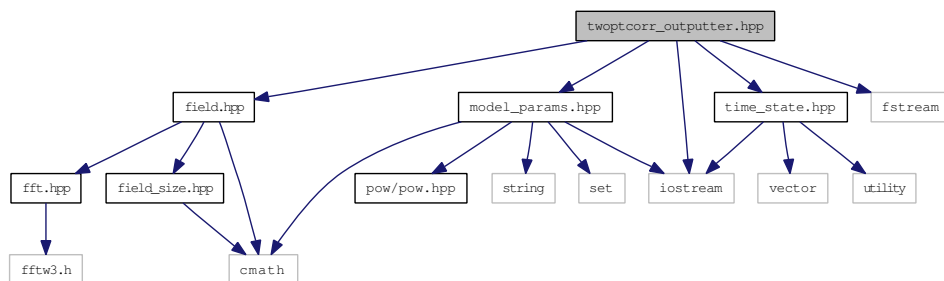 twoptcorr_outputter.hpp
field.hpp
model_params.hpp
time_state.hpp
fstream
fft.hpp
field_size.hpp
pow/pow.hpp
string
set
iostream
vector
utility
fftw3.h
cmath